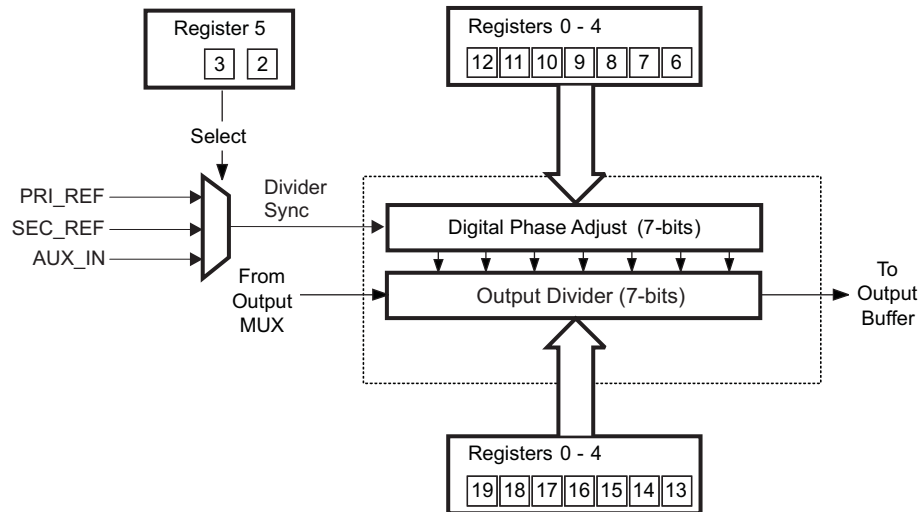 Register 5
3 2
Registers 0 - 4
12 11 10 9 8 7 6
Select
PRI_REF
SEC_REF
AUX_IN
Divider
Sync
Digital Phase Adjust (7-bits)
From
Output
MUX
Output Divider (7-bits)
To
Output
Buffer
Registers 0 - 4
19 18 17 16 15 14 13